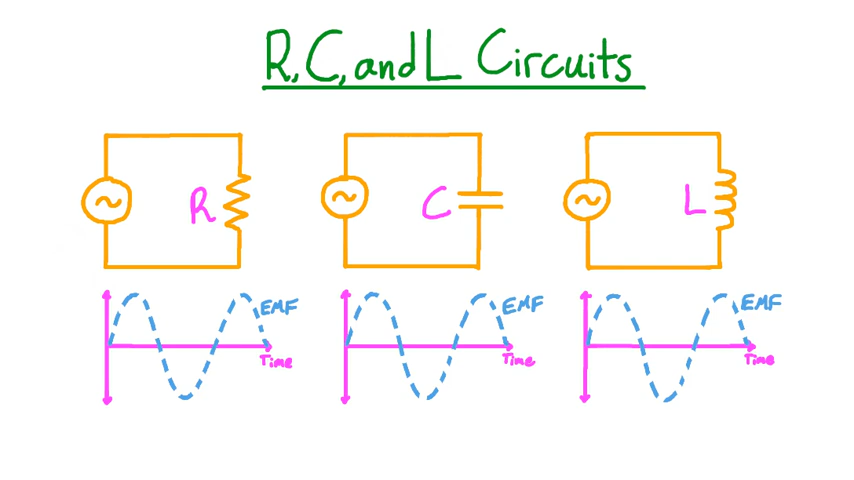 R, C, and L Circuits
R
C
L
EMF
Time
EMF
Time
EMF
Time